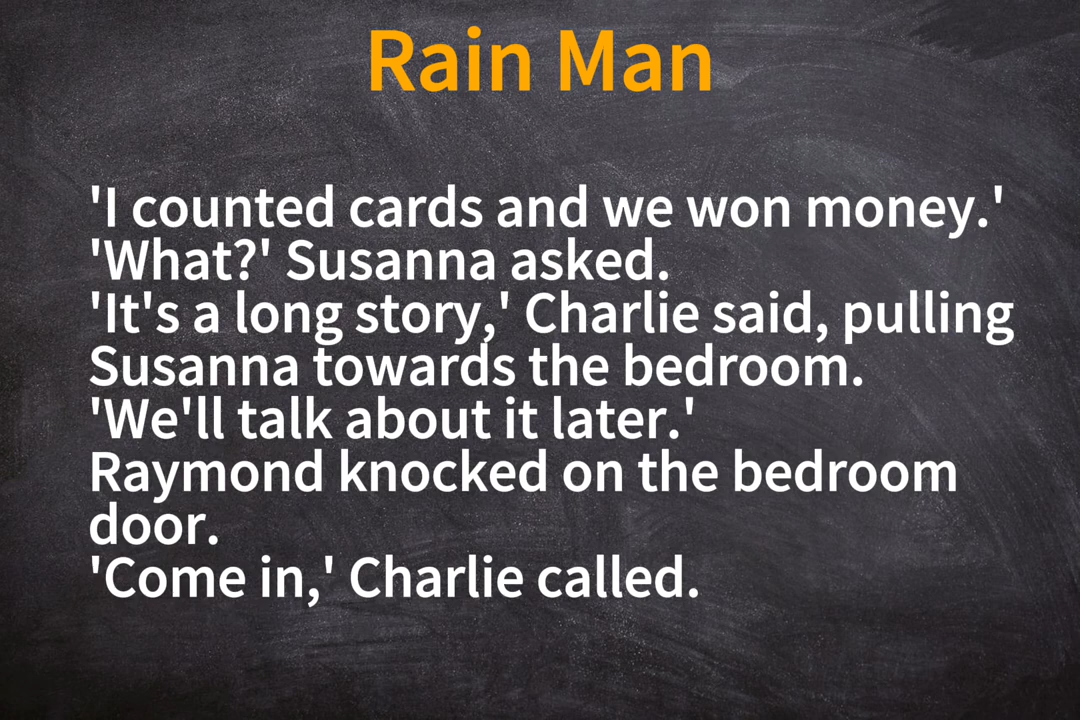 Rain Man
'I counted cards and we won money.'
'What?' Susanna asked.
'It's a long story,' Charlie said, pulling
Susanna towards the bedroom.
'We'll talk about it later.'
Raymond knocked on the bedroom
door.
'Come in,' Charlie called.